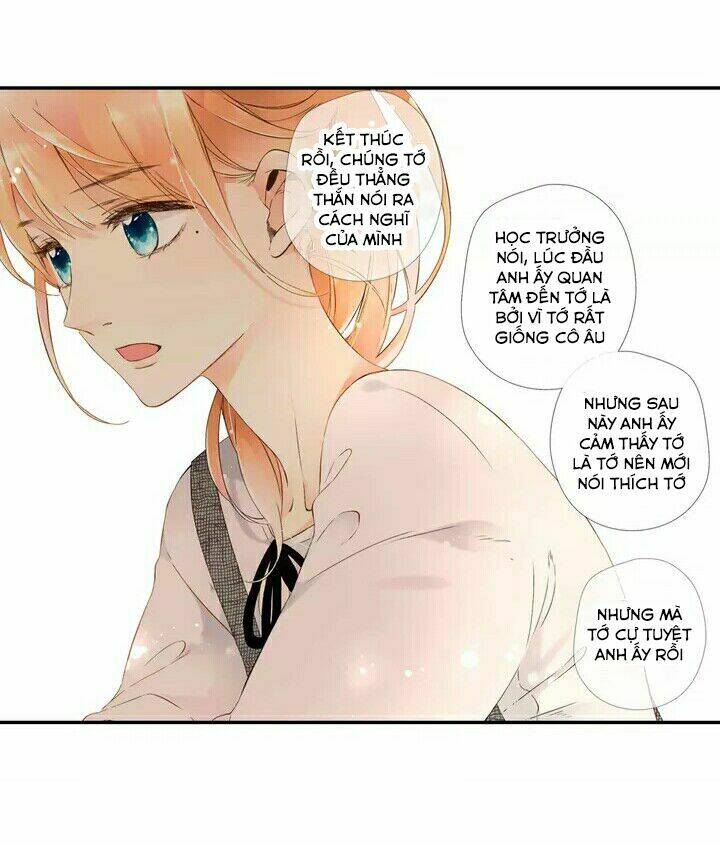 KẾT THÚC
RỒI, CHÚNG TỚ
ĐỀU THẲNG
THẮN NÓI RA
CÁCH NGHĨ
CỦA MÌNH
HỌC TRƯỞNG
NÓI, LÚC ĐẦU
ANH ẤY QUAN
TÂM ĐẾN TỚ LÀ
BỞI VÌ TỚ RẤT
GIỐNG CÔ ÂU
NHƯNG SAU
NÀY ANH ẤY
CẢM THẤY TỚ
LÀ TỚ NÊN MỚI
NÓI THÍCH TỚ
NHƯNG MÀ
TỚ CỰ TUYỆT
ANH ẤY RỒI